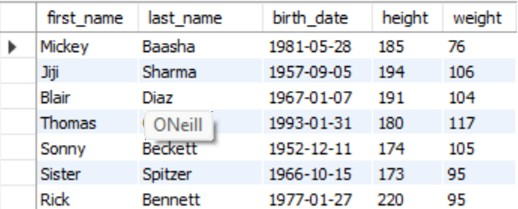 first_name last_name birth_date height weight
Mickey Baasha 1981-05-28 185 76
Jiji Sharma 1957-09-05 194 106
Blair Diaz 1967-01-07 191 104
Thomas ONeill 1993-01-31 180 117
Sonny Beckett 1952-12-11 174 105
Sister Spitzer 1966-10-15 173 95
Rick Bennett 1977-01-27 220 95